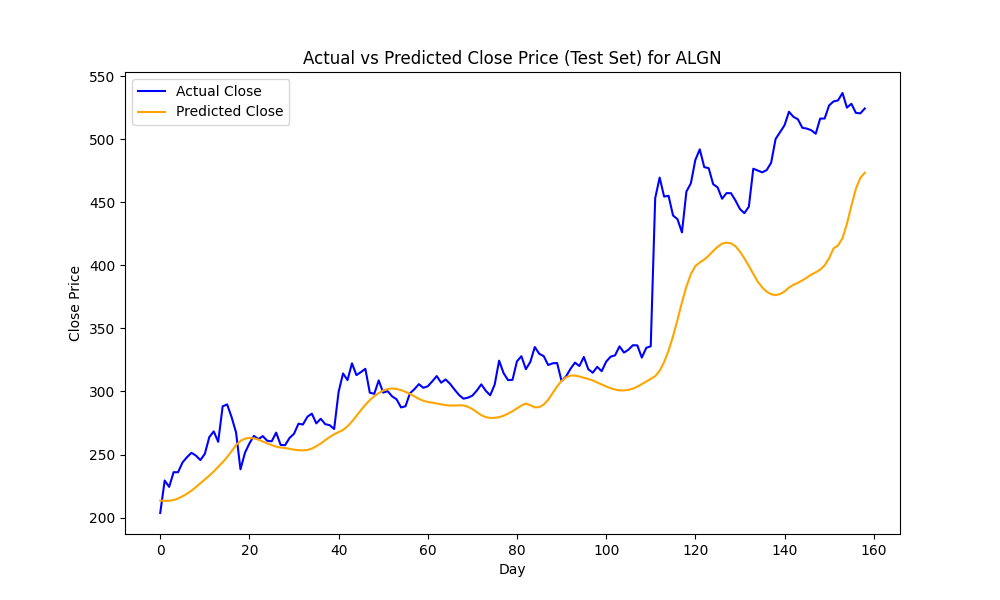 Actual vs Predicted Close Price (Test Set) for ALGN
Actual Close
Predicted Close
Close Price
550
500
450
400
350
300
250
200
0 20 40 60 80 100 120 140 160
Day